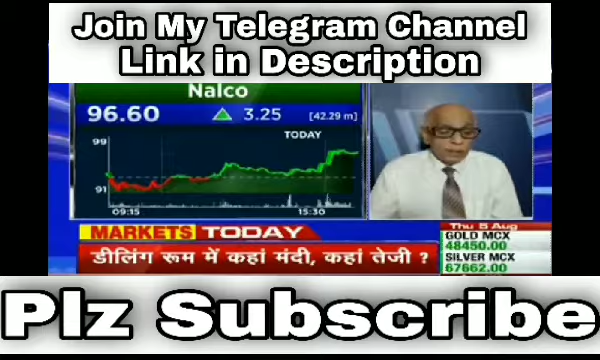 Join My Telegram Channel
Link in Description
Nalco
96.60 ▲ 3.25 [42.29 m]
TODAY
99
91
09:15 15:30
MARKETS TODAY
डीलिंग रूम में कहां मंदी, कहां तेजी ?
Thu 5 Aug
GOLD MCX
48450.00
SILVER MCX
67662.00
Plz Subscribe